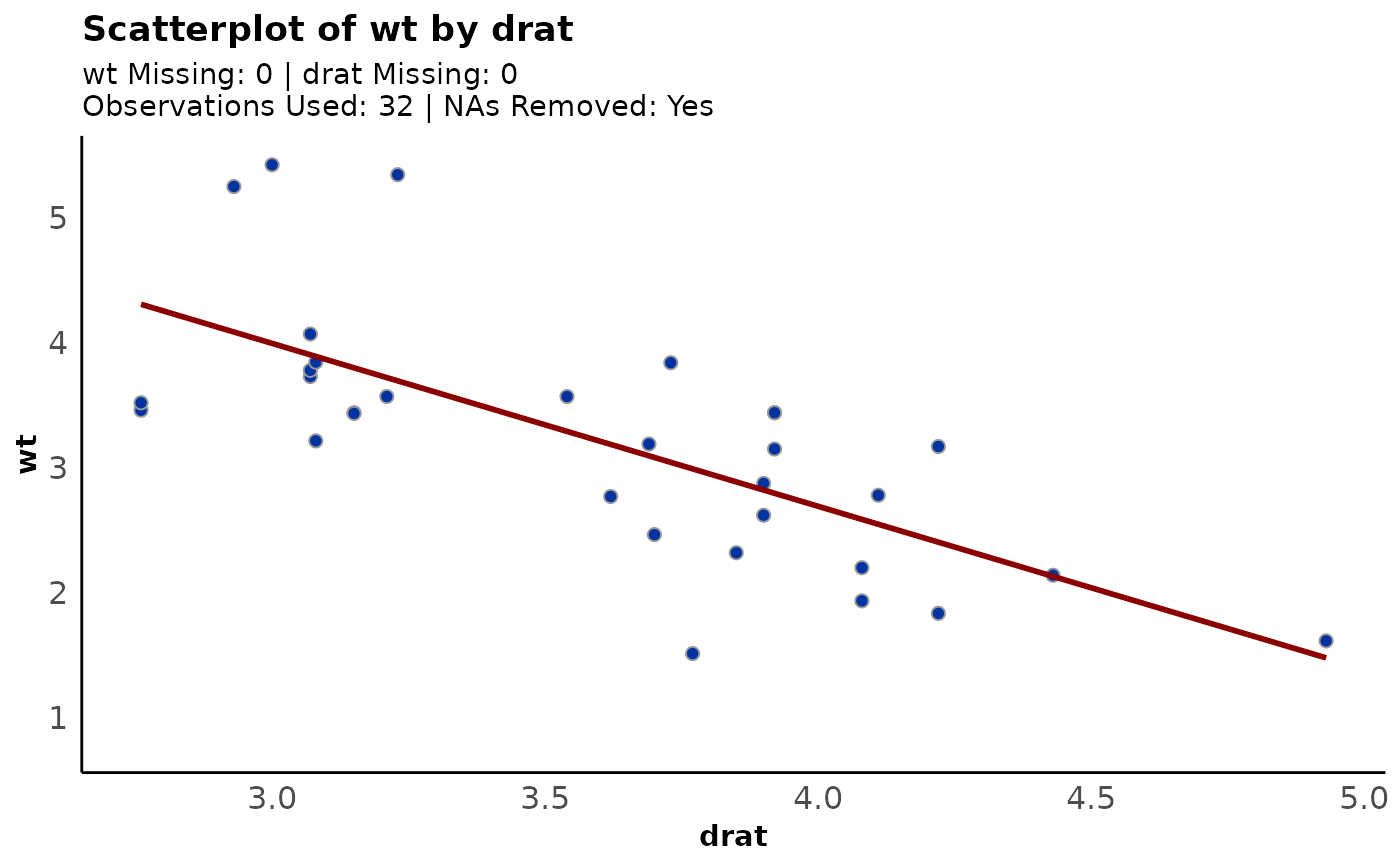 Scatterplot of wt by drat
wt Missing: 0 | drat Missing: 0
Observations Used: 32 | NAs Removed: Yes
5
4
3
2
1
wt
3.0 3.5 4.0 4.5 5.0
drat